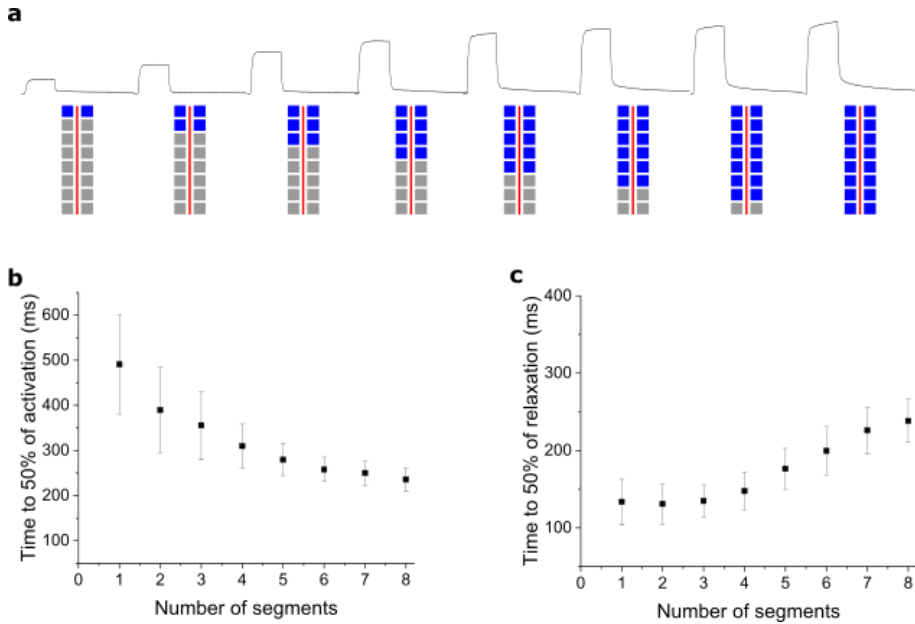 a
b
Time to 50% of activation (ms)
600
500
400
300
200
100
0 1 2 3 4 5 6 7 8
Number of segments
c
Time to 50% of relaxation (ms)
400
300
200
100
0 1 2 3 4 5 6 7 8
Number of segments